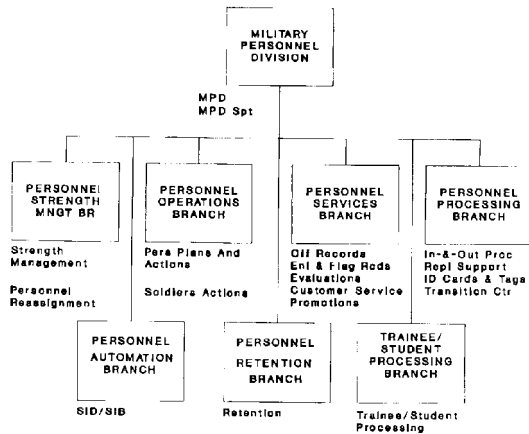 MILITARY
PERSONNEL
DIVISION
MPD
MPD Spt
PERSONNEL
STRENGTH
MNGT BR
Strength
Management
Personnel
Reassignment
PERSONNEL
OPERATIONS
BRANCH
Pers Plans And
Actions
Soldiers Actions
PERSONNEL
SERVICES
BRANCH
Off Records
Enl & Flag Rcds
Evaluations
Customer Service
Promotions
PERSONNEL
PROCESSING
BRANCH
In-&-Out Proc
Repl Support
ID Cards & Tags
Transition Ctr
PERSONNEL
AUTOMATION
BRANCH
SID/SIB
PERSONNEL
RETENTION
BRANCH
Retention
TRAINEE/
STUDENT
PROCESSING
BRANCH
Trainee/Student
Processing